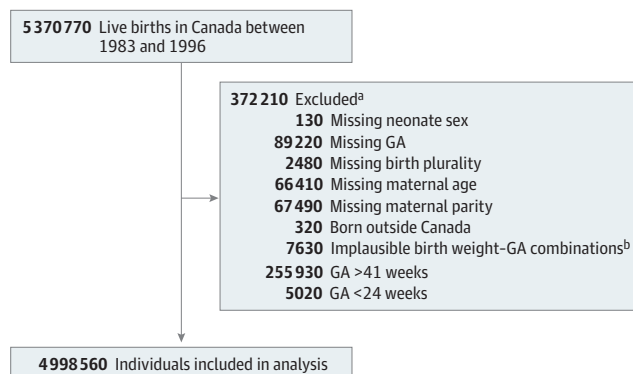 5370770 Live births in Canada between
1983 and 1996
372210 Excludedᵃ
130 Missing neonate sex
89220 Missing GA
2480 Missing birth plurality
66410 Missing maternal age
67490 Missing maternal parity
320 Born outside Canada
7630 Implausible birth weight–GA combinationsᵇ
255930 GA >41 weeks
5020 GA <24 weeks
4998560 Individuals included in analysis